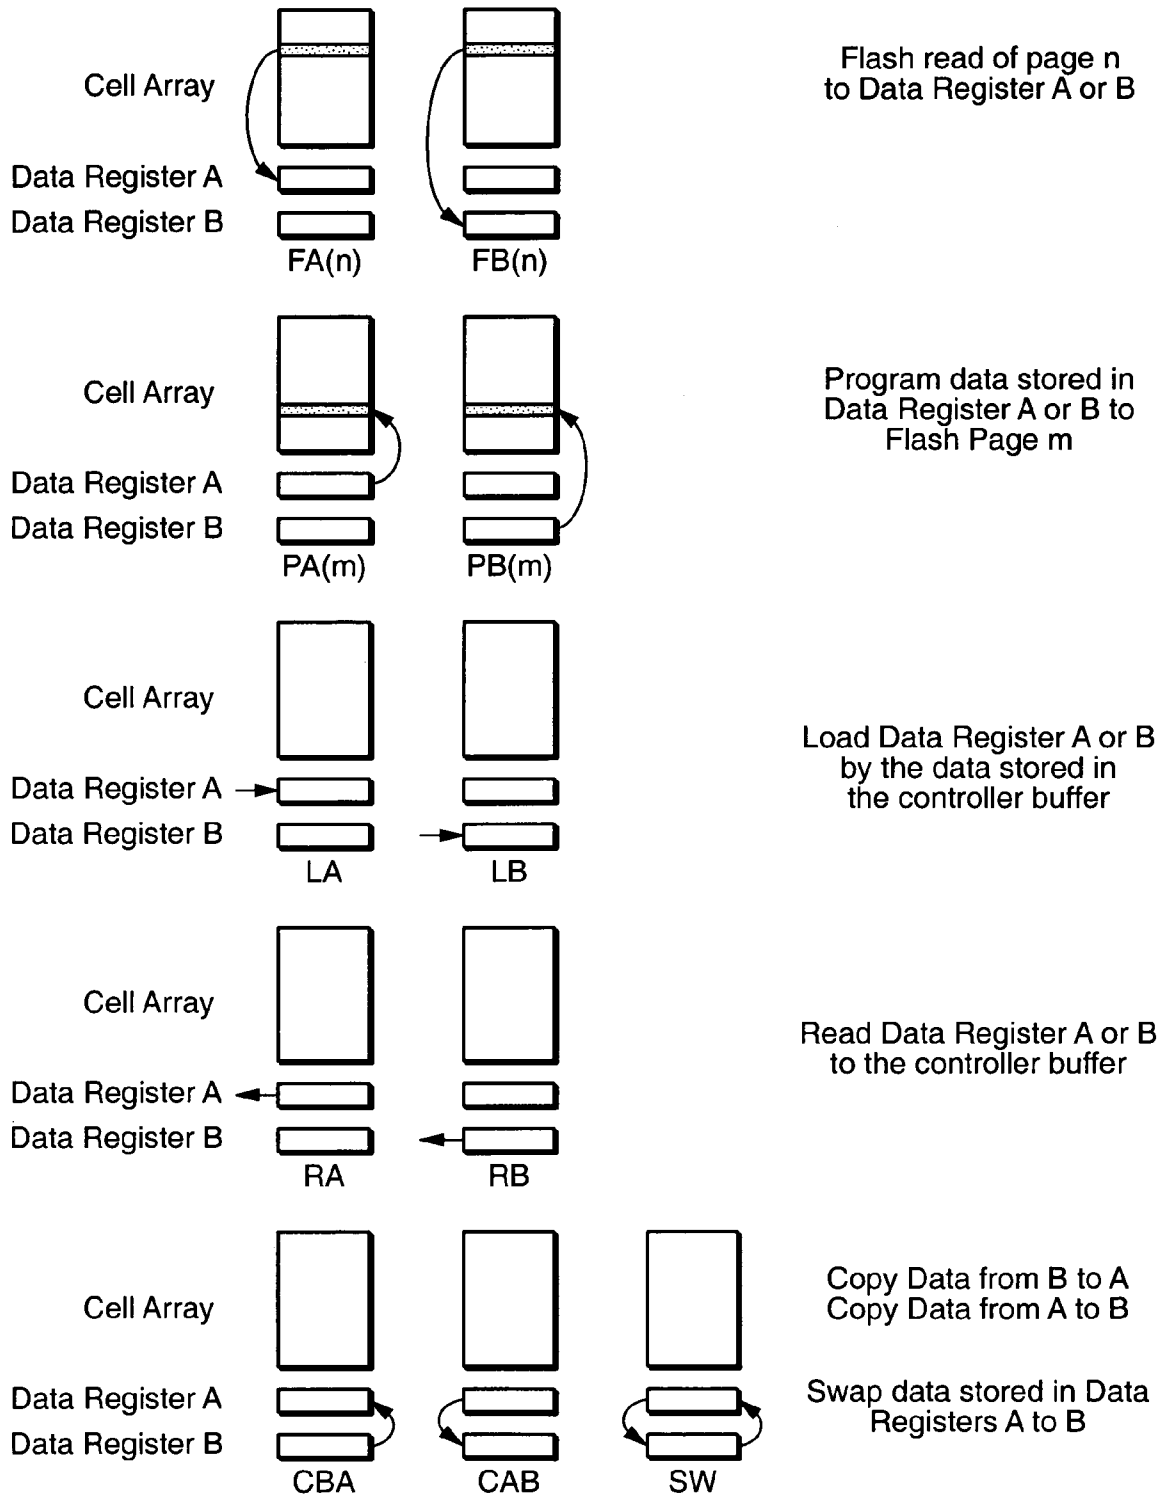 Cell Array
Flash read of page n
to Data Register A or B
Data Register A
Data Register B
FA(n)
FB(n)
Cell Array
Program data stored in
Data Register A or B to
Flash Page m
Data Register A
Data Register B
PA(m)
PB(m)
Cell Array
Load Data Register A or B
by the data stored in
the controller buffer
Data Register A
Data Register B
LA
LB
Cell Array
Read Data Register A or B
to the controller buffer
Data Register A
Data Register B
RA
RB
Cell Array
Copy Data from B to A
Copy Data from A to B
Data Register A
Data Register B
Swap data stored in Data
Registers A to B
CBA
CAB
SW